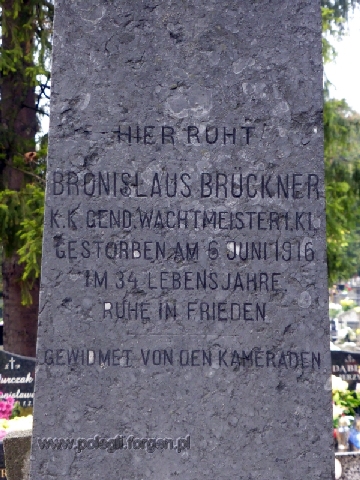 HIER RUHT
BRONISLAUS BRUCKNER
K.K. GEND. WACHTMEISTER I. KL.
GESTORBEN AM 6 JUNI 1916
IM 34 LEBENSJAHRE.
RUHE IN FRIEDEN
GEWIDMET VON DEN KAMERADEN
www.polegli.forgen.pl